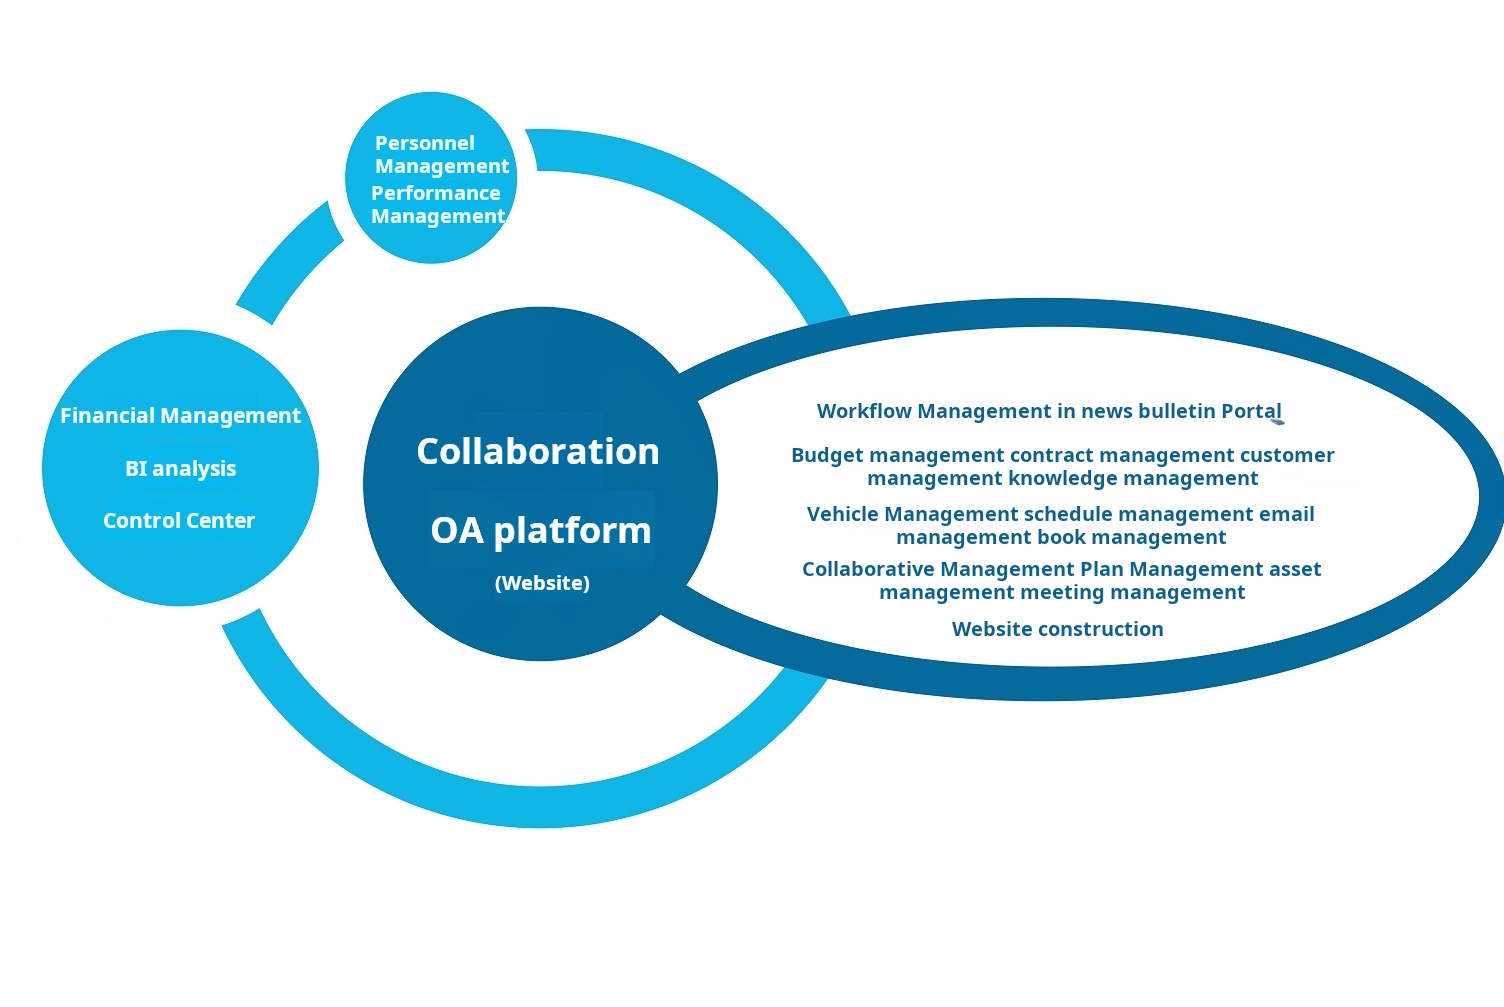 Personnel
Management
Performance
Management
Financial Management
BI analysis
Control Center
Collaboration
OA platform
(Website)
Workflow Management in news bulletin Portal
Budget management contract management customer
management knowledge management
Vehicle Management schedule management email
management book management
Collaborative Management Plan Management asset
management meeting management
Website construction